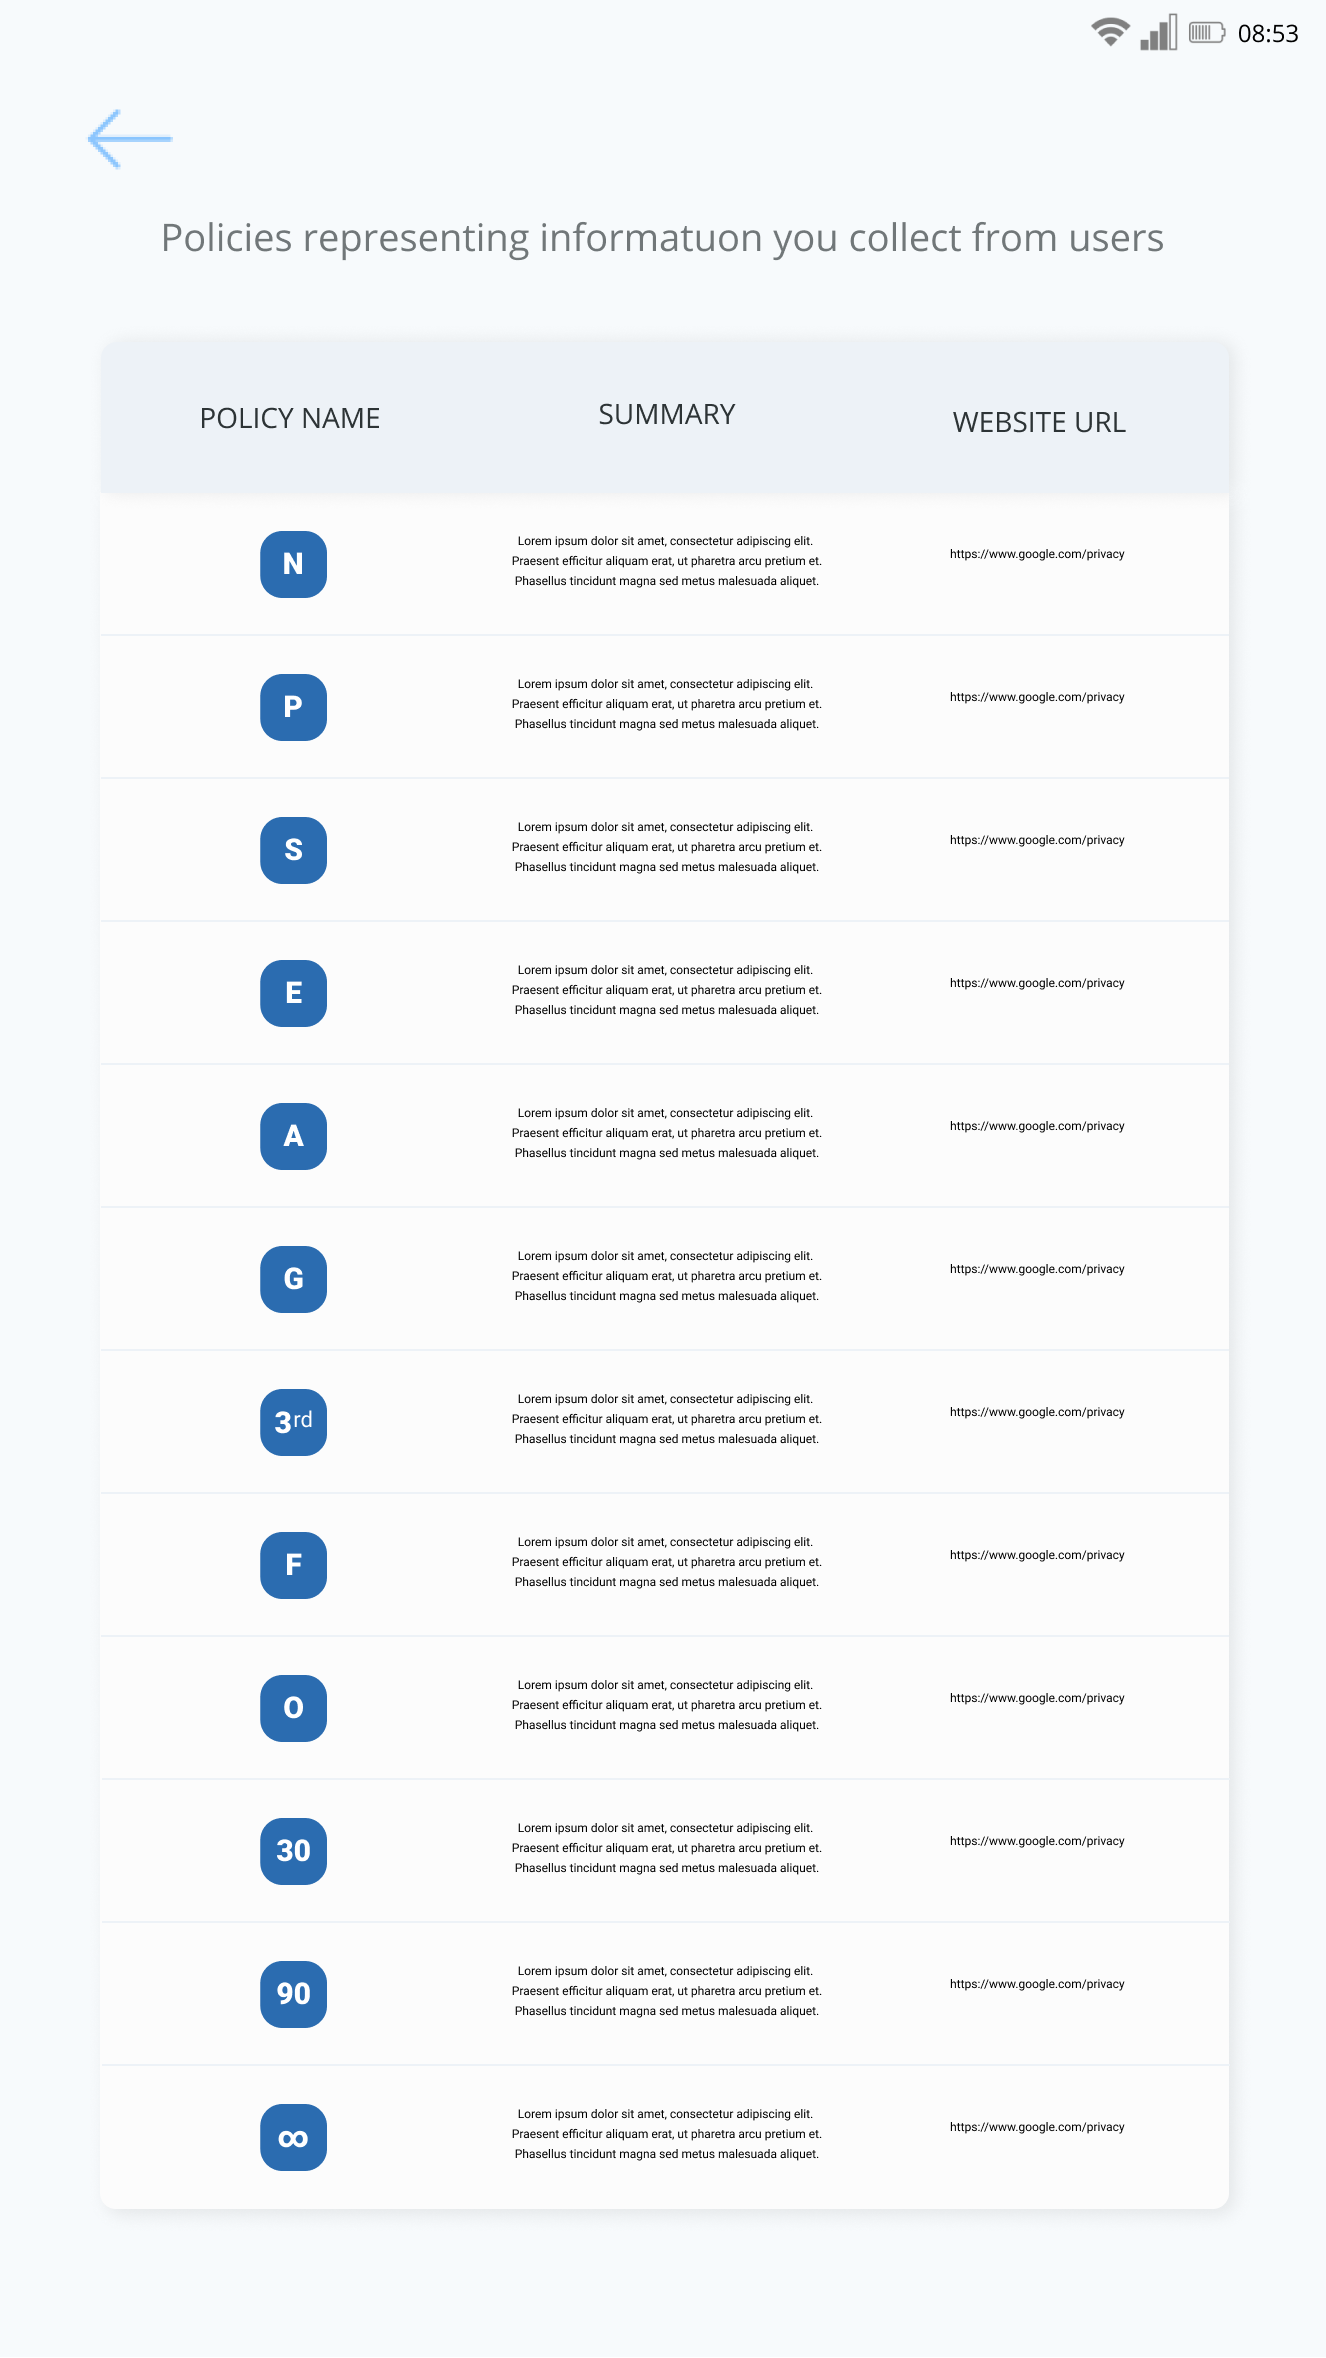 08:53
Policies representing informatuon you collect from users
POLICY NAME
SUMMARY
WEBSITE URL
N
Lorem ipsum dolor sit amet, consectetur adipiscing elit.
Praesent efficitur aliquam erat, ut pharetra arcu pretium et.
Phasellus tincidunt magna sed metus malesuada aliquet.
https://www.google.com/privacy
P
Lorem ipsum dolor sit amet, consectetur adipiscing elit.
Praesent efficitur aliquam erat, ut pharetra arcu pretium et.
Phasellus tincidunt magna sed metus malesuada aliquet.
https://www.google.com/privacy
S
Lorem ipsum dolor sit amet, consectetur adipiscing elit.
Praesent efficitur aliquam erat, ut pharetra arcu pretium et.
Phasellus tincidunt magna sed metus malesuada aliquet.
https://www.google.com/privacy
E
Lorem ipsum dolor sit amet, consectetur adipiscing elit.
Praesent efficitur aliquam erat, ut pharetra arcu pretium et.
Phasellus tincidunt magna sed metus malesuada aliquet.
https://www.google.com/privacy
A
Lorem ipsum dolor sit amet, consectetur adipiscing elit.
Praesent efficitur aliquam erat, ut pharetra arcu pretium et.
Phasellus tincidunt magna sed metus malesuada aliquet.
https://www.google.com/privacy
G
Lorem ipsum dolor sit amet, consectetur adipiscing elit.
Praesent efficitur aliquam erat, ut pharetra arcu pretium et.
Phasellus tincidunt magna sed metus malesuada aliquet.
https://www.google.com/privacy
3rd
Lorem ipsum dolor sit amet, consectetur adipiscing elit.
Praesent efficitur aliquam erat, ut pharetra arcu pretium et.
Phasellus tincidunt magna sed metus malesuada aliquet.
https://www.google.com/privacy
F
Lorem ipsum dolor sit amet, consectetur adipiscing elit.
Praesent efficitur aliquam erat, ut pharetra arcu pretium et.
Phasellus tincidunt magna sed metus malesuada aliquet.
https://www.google.com/privacy
O
Lorem ipsum dolor sit amet, consectetur adipiscing elit.
Praesent efficitur aliquam erat, ut pharetra arcu pretium et.
Phasellus tincidunt magna sed metus malesuada aliquet.
https://www.google.com/privacy
30
Lorem ipsum dolor sit amet, consectetur adipiscing elit.
Praesent efficitur aliquam erat, ut pharetra arcu pretium et.
Phasellus tincidunt magna sed metus malesuada aliquet.
https://www.google.com/privacy
90
Lorem ipsum dolor sit amet, consectetur adipiscing elit.
Praesent efficitur aliquam erat, ut pharetra arcu pretium et.
Phasellus tincidunt magna sed metus malesuada aliquet.
https://www.google.com/privacy
∞
Lorem ipsum dolor sit amet, consectetur adipiscing elit.
Praesent efficitur aliquam erat, ut pharetra arcu pretium et.
Phasellus tincidunt magna sed metus malesuada aliquet.
https://www.google.com/privacy